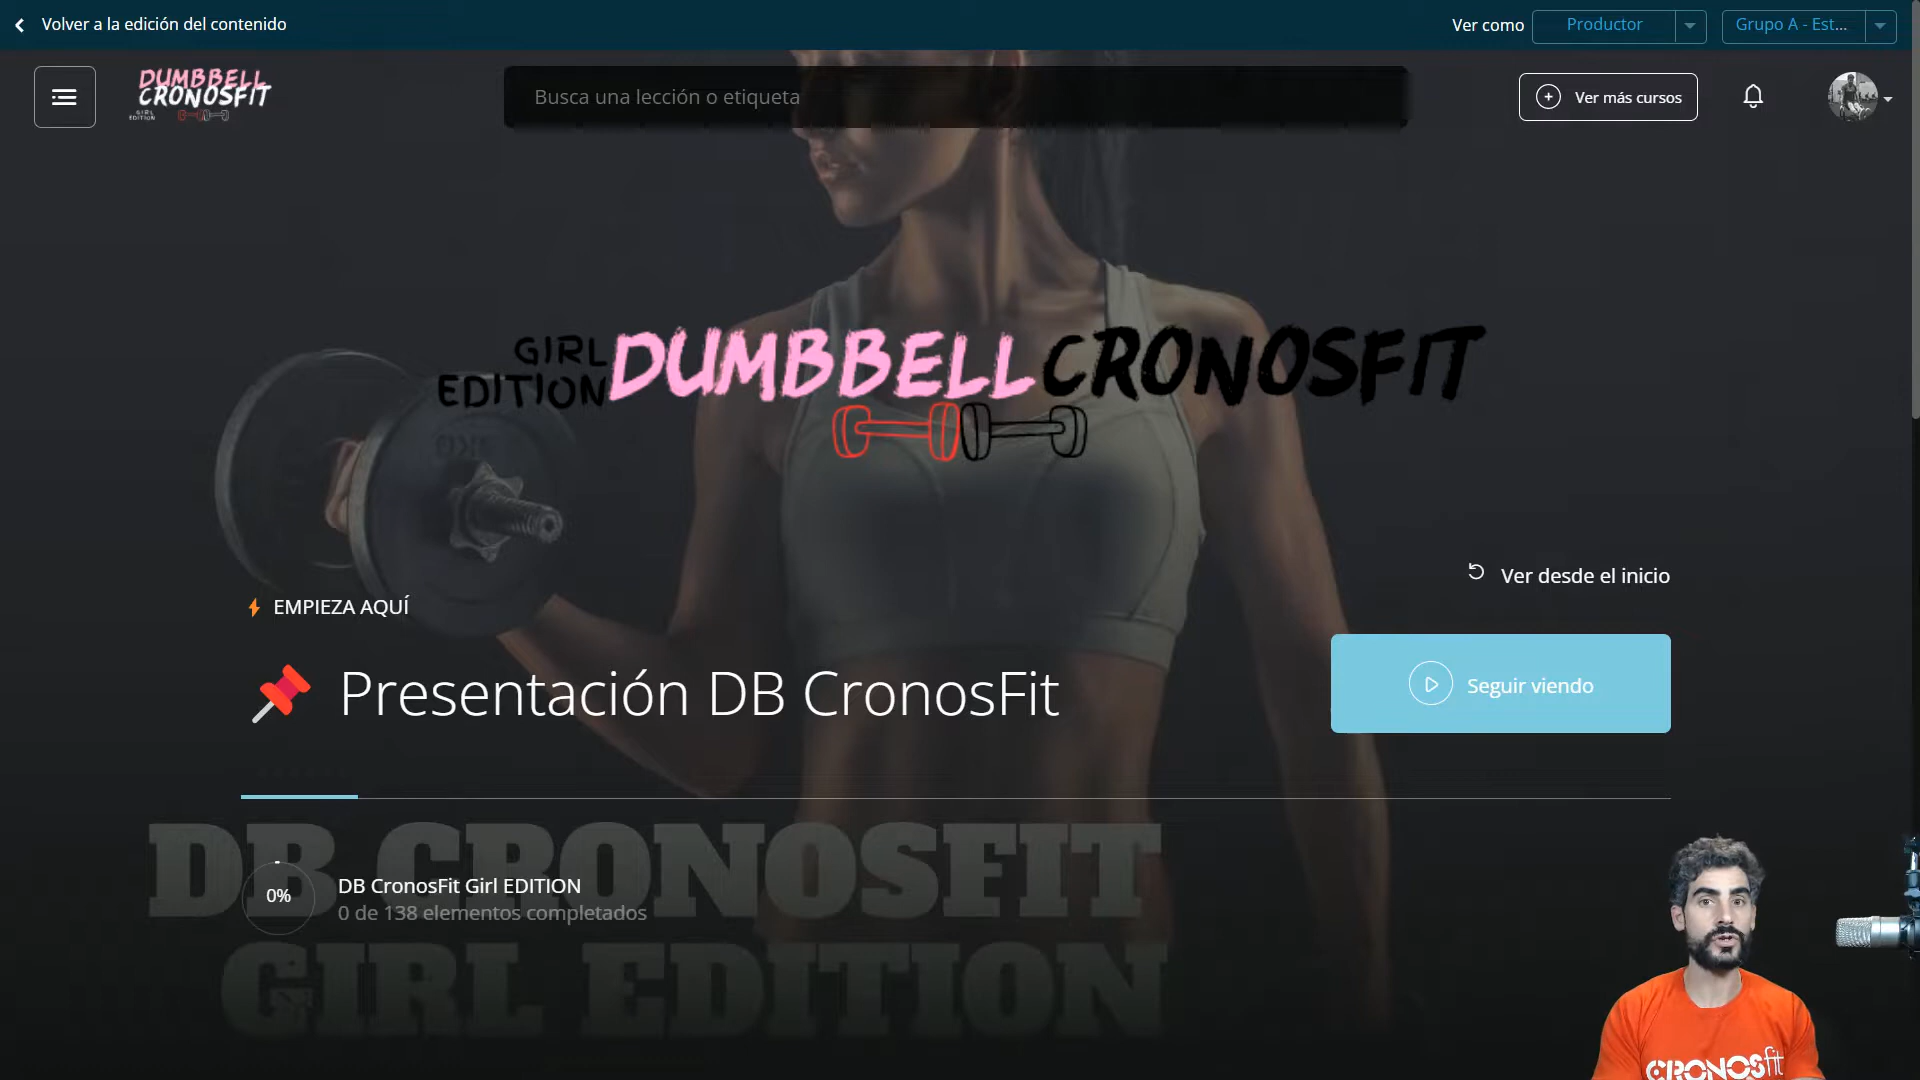 Volver a la edición del contenido
Ver como
Productor
Grupo A - Est...
DUMBBELL
CRONOSFIT
GIRL
EDITION
Busca una lección o etiqueta
Ver más cursos
GIRL
EDITION
DUMBBELL CRONOSFIT
Ver desde el inicio
EMPIEZA AQUÍ
Presentación DB CronosFit
Seguir viendo
DB CRONOSFIT
0%
DB CronosFit Girl EDITION
0 de 138 elementos completados
GIRL EDITION
CRONOSfit